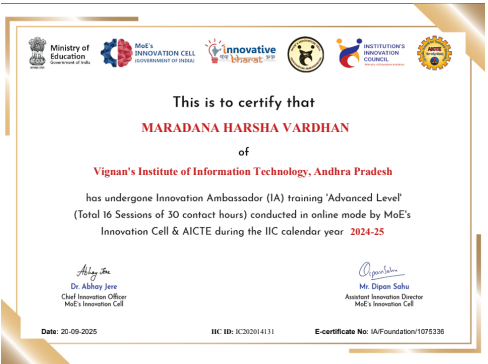 Ministry of
Education
Government of India
MoE's
INNOVATION CELL
(GOVERNMENT OF INDIA)
innovative
bharat
INSTITUTION'S
INNOVATION
COUNCIL
AICTE
This is to certify that
MARADANA HARSHA VARDHAN
of
Vignan's Institute of Information Technology, Andhra Pradesh
has undergone Innovation Ambassador (IA) training 'Advanced Level'
(Total 16 Sessions of 30 contact hours) conducted in online mode by MoE's
Innovation Cell & AICTE during the IIC calendar year 2024-25
Dr. Abhay Jere
Chief Innovation Officer
MoE's Innovation Cell
Mr. Dipan Sahu
Assistant Innovation Director
MoE's Innovation Cell
Date: 20-09-2025
IIC ID: IC202014131
E-certificate No: IA/Foundation/1075336